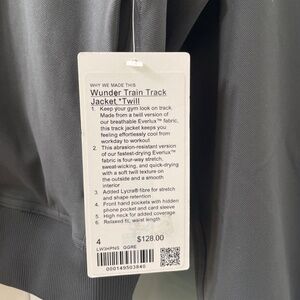 WHY WE MADE THIS
Wunder Train Track
Jacket *Twill
1. Keep your gym look on track.
Made from a twill version of
our breathable Everlux™ fabric,
this track jacket keeps you
feeling effortlessly cool from
workday to workout
2. This abrasion-resistant version
of our fastest-drying Everlux™
fabric is four-way stretch,
sweat-wicking, and quick-drying
with a soft twill texture on
the outside and a smooth
interior
3. Added Lycra® fibre for stretch
and shape retention
4. Front hand pockets with hidden
phone pocket and card sleeve
5. High neck for added coverage
6. Relaxed fit, waist length
4 $128.00
LW3HPNS GGRE
000149503840